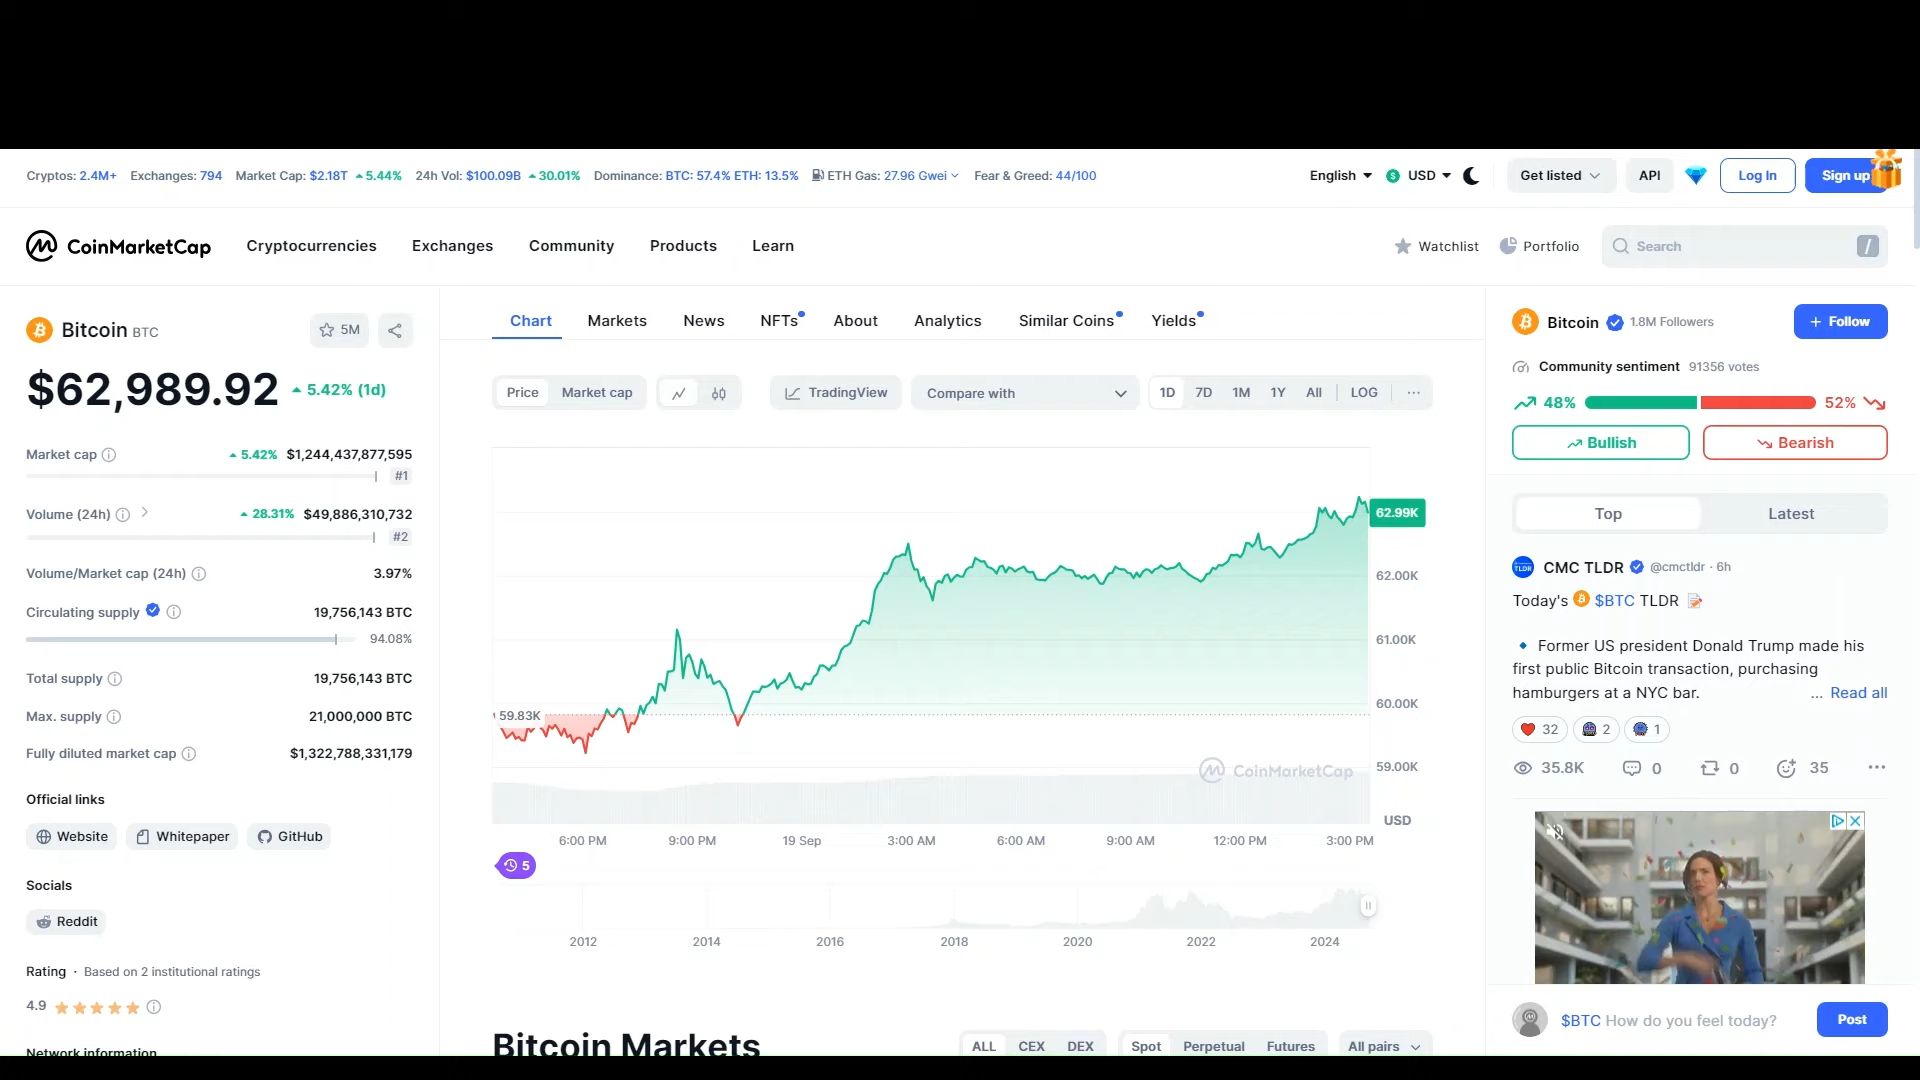 Cryptos: 2.4M+ Exchanges: 794 Market Cap: $2.18T 5.44% 24h Vol: $100.09B 30.01% Dominance: BTC: 57.4% ETH: 13.5% ETH Gas: 27.96 Gwei Fear & Greed: 44/100
English USD Get listed API Log In Sign up
CoinMarketCap Cryptocurrencies Exchanges Community Products Learn
Watchlist Portfolio Search /
Bitcoin BTC 5M
$62,989.92 5.42% (1d)
Market cap 5.42% $1,244,437,877,595
#1
Volume (24h) 28.31% $49,886,310,732
#2
Volume/Market cap (24h) 3.97%
Circulating supply 19,756,143 BTC
94.08%
Total supply 19,756,143 BTC
Max. supply 21,000,000 BTC
Fully diluted market cap $1,322,788,331,179
Official links
Website Whitepaper GitHub
Socials
Reddit
Rating · Based on 2 institutional ratings
4.9
Network information
Chart Markets News NFTs About Analytics Similar Coins Yields
Price Market cap TradingView Compare with 1D 7D 1M 1Y All LOG ...
62.99K
62.00K
61.00K
60.00K
59.83K
59.00K
CoinMarketCap
USD
6:00 PM 9:00 PM 19 Sep 3:00 AM 6:00 AM 9:00 AM 12:00 PM 3:00 PM
5
2012 2014 2016 2018 2020 2022 2024
Bitcoin Markets ALL CEX DEX Spot Perpetual Futures All pairs
Bitcoin 1.8M Followers + Follow
Community sentiment 91356 votes
48% 52%
Bullish Bearish
Top Latest
TLDR CMC TLDR @cmctldr · 6h
Today's $BTC TLDR
Former US president Donald Trump made his
first public Bitcoin transaction, purchasing
hamburgers at a NYC bar. ... Read all
32 2 1
35.8K 0 0 35
$BTC How do you feel today? Post